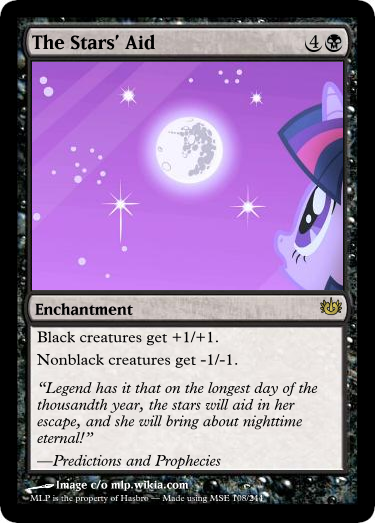 The Stars' Aid 4
Enchantment
Black creatures get +1/+1.
Nonblack creatures get -1/-1.
“Legend has it that on the longest day of the
thousandth year, the stars will aid in her
escape, and she will bring about nighttime
eternal!”
—Predictions and Prophecies
Image c/o mlp.wikia.com
MLP is the property of Hasbro — Made using MSE 108/244